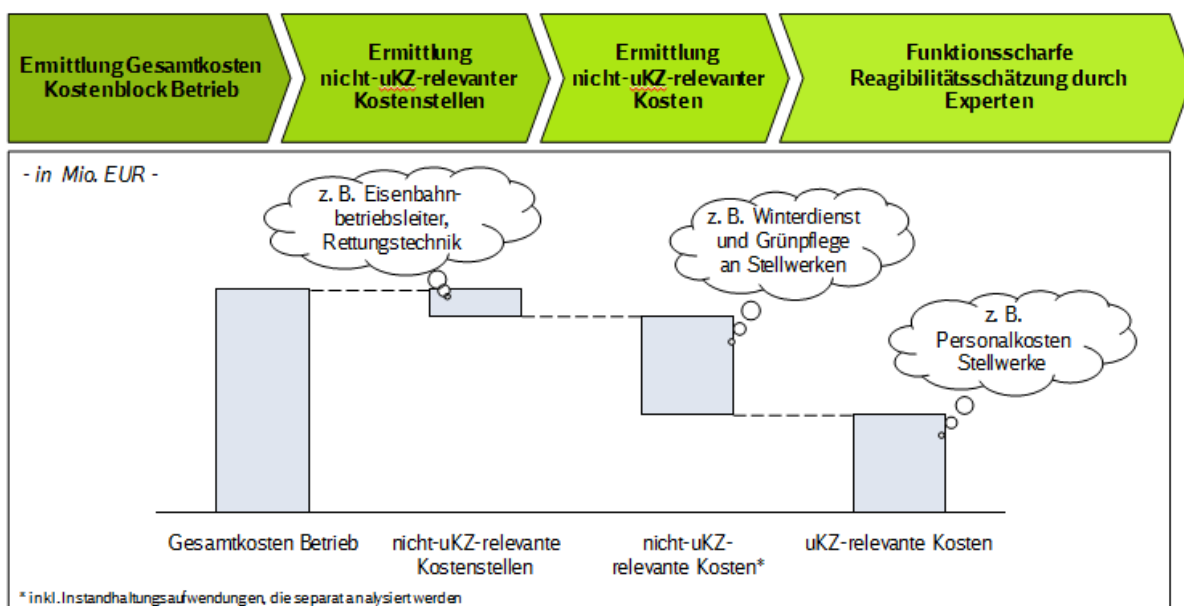 Ermittlung Gesamtkosten
Kostenblock Betrieb
Ermittlung
nicht-uKZ-relevanter
Kostenstellen
Ermittlung
nicht-uKZ-relevanter
Kosten
Funktionsscharfe
Reagibilitätsschätzung durch
Experten
- in Mio. EUR -
z. B. Eisenbahn-
betriebsleiter,
Rettungstechnik
z. B. Winterdienst
und Grünpflege
an Stellwerken
z. B.
Personalkosten
Stellwerke
Gesamtkosten Betrieb
nicht-uKZ-relevante
Kostenstellen
nicht-uKZ-
relevante Kosten*
uKZ-relevante Kosten
* inkl. Instandhaltungsaufwendungen, die separat analysiert werden